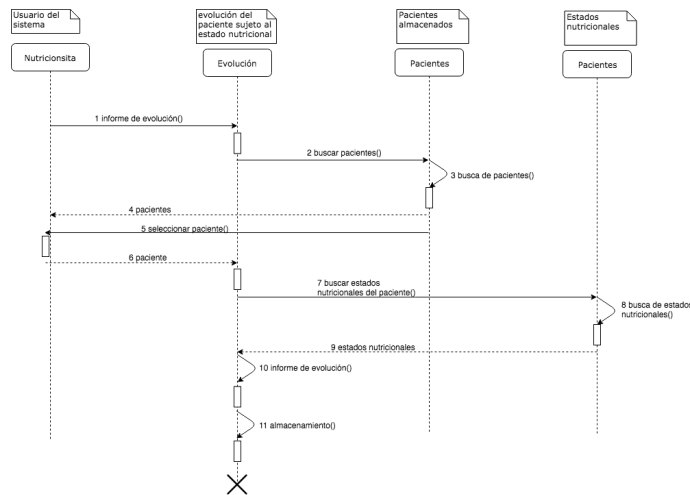 Usuario del
sistema
evolución del
paciente sujeto al
estado nutricional
Pacientes
almacenados
Estados
nutricionales
Nutricionsita
Evolución
Pacientes
Pacientes
1 informe de evolución()
2 buscar pacientes()
3 busca de pacientes()
4 pacientes
5 seleccionar paciente()
6 paciente
7 buscar estados
nutricionales del paciente()
8 busca de estados
nutricionales()
9 estados nutricionales
10 informe de evolución()
11 almacenamiento()